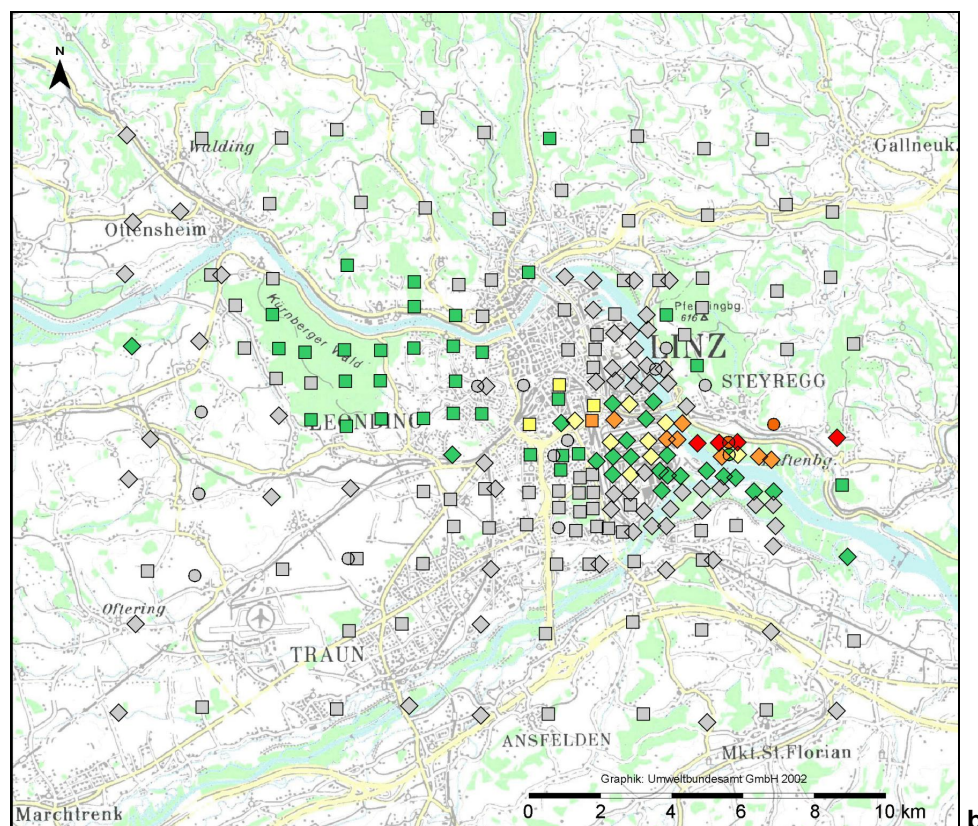 N
Walding
Gallneuk.
Ottensheim
Kürnberger Wald
Pfenningbg.
616
LINZ
STEYREGG
LEONDING
Luftenbg.
Oftering
TRAUN
ANSFELDEN
Mkt.St.Florian
Graphik: Umweltbundesamt GmbH 2002
0 2 4 6 8 10 km
Marchtrenk